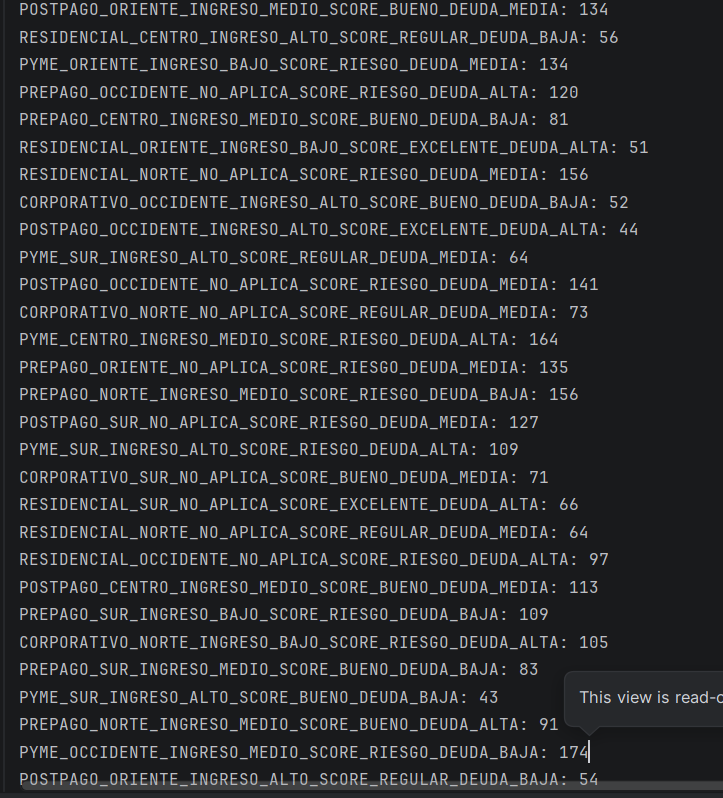 POSTPAGO_ORIENTE_INGRESO_MEDIO_SCORE_BUENO_DEUDA_MEDIA: 134
RESIDENCIAL_CENTRO_INGRESO_ALTO_SCORE_REGULAR_DEUDA_BAJA: 56
PYME_ORIENTE_INGRESO_BAJO_SCORE_RIESGO_DEUDA_MEDIA: 134
PREPAGO_OCCIDENTE_NO_APLICA_SCORE_RIESGO_DEUDA_ALTA: 120
PREPAGO_CENTRO_INGRESO_MEDIO_SCORE_BUENO_DEUDA_BAJA: 81
RESIDENCIAL_ORIENTE_INGRESO_BAJO_SCORE_EXCELENTE_DEUDA_ALTA: 51
RESIDENCIAL_NORTE_NO_APLICA_SCORE_RIESGO_DEUDA_MEDIA: 156
CORPORATIVO_OCCIDENTE_INGRESO_ALTO_SCORE_BUENO_DEUDA_BAJA: 52
POSTPAGO_OCCIDENTE_INGRESO_ALTO_SCORE_EXCELENTE_DEUDA_ALTA: 44
PYME_SUR_INGRESO_ALTO_SCORE_REGULAR_DEUDA_MEDIA: 64
POSTPAGO_OCCIDENTE_NO_APLICA_SCORE_RIESGO_DEUDA_MEDIA: 141
CORPORATIVO_NORTE_NO_APLICA_SCORE_REGULAR_DEUDA_MEDIA: 73
PYME_CENTRO_INGRESO_MEDIO_SCORE_RIESGO_DEUDA_ALTA: 164
PREPAGO_ORIENTE_NO_APLICA_SCORE_RIESGO_DEUDA_MEDIA: 135
PREPAGO_NORTE_INGRESO_MEDIO_SCORE_RIESGO_DEUDA_BAJA: 156
POSTPAGO_SUR_NO_APLICA_SCORE_RIESGO_DEUDA_MEDIA: 127
PYME_SUR_INGRESO_ALTO_SCORE_RIESGO_DEUDA_ALTA: 109
CORPORATIVO_SUR_NO_APLICA_SCORE_BUENO_DEUDA_MEDIA: 71
RESIDENCIAL_SUR_NO_APLICA_SCORE_EXCELENTE_DEUDA_ALTA: 66
RESIDENCIAL_NORTE_NO_APLICA_SCORE_REGULAR_DEUDA_MEDIA: 64
RESIDENCIAL_OCCIDENTE_NO_APLICA_SCORE_RIESGO_DEUDA_ALTA: 97
POSTPAGO_CENTRO_INGRESO_MEDIO_SCORE_BUENO_DEUDA_MEDIA: 113
PREPAGO_SUR_INGRESO_BAJO_SCORE_RIESGO_DEUDA_BAJA: 109
CORPORATIVO_NORTE_INGRESO_BAJO_SCORE_RIESGO_DEUDA_ALTA: 105
PREPAGO_SUR_INGRESO_MEDIO_SCORE_BUENO_DEUDA_BAJA: 83
PYME_SUR_INGRESO_ALTO_SCORE_BUENO_DEUDA_BAJA: 43
This view is read-
PREPAGO_NORTE_INGRESO_MEDIO_SCORE_BUENO_DEUDA_ALTA: 91
PYME_OCCIDENTE_INGRESO_MEDIO_SCORE_RIESGO_DEUDA_BAJA: 174
POSTPAGO_ORIENTE_INGRESO_ALTO_SCORE_REGULAR_DEUDA_BAJA: 54